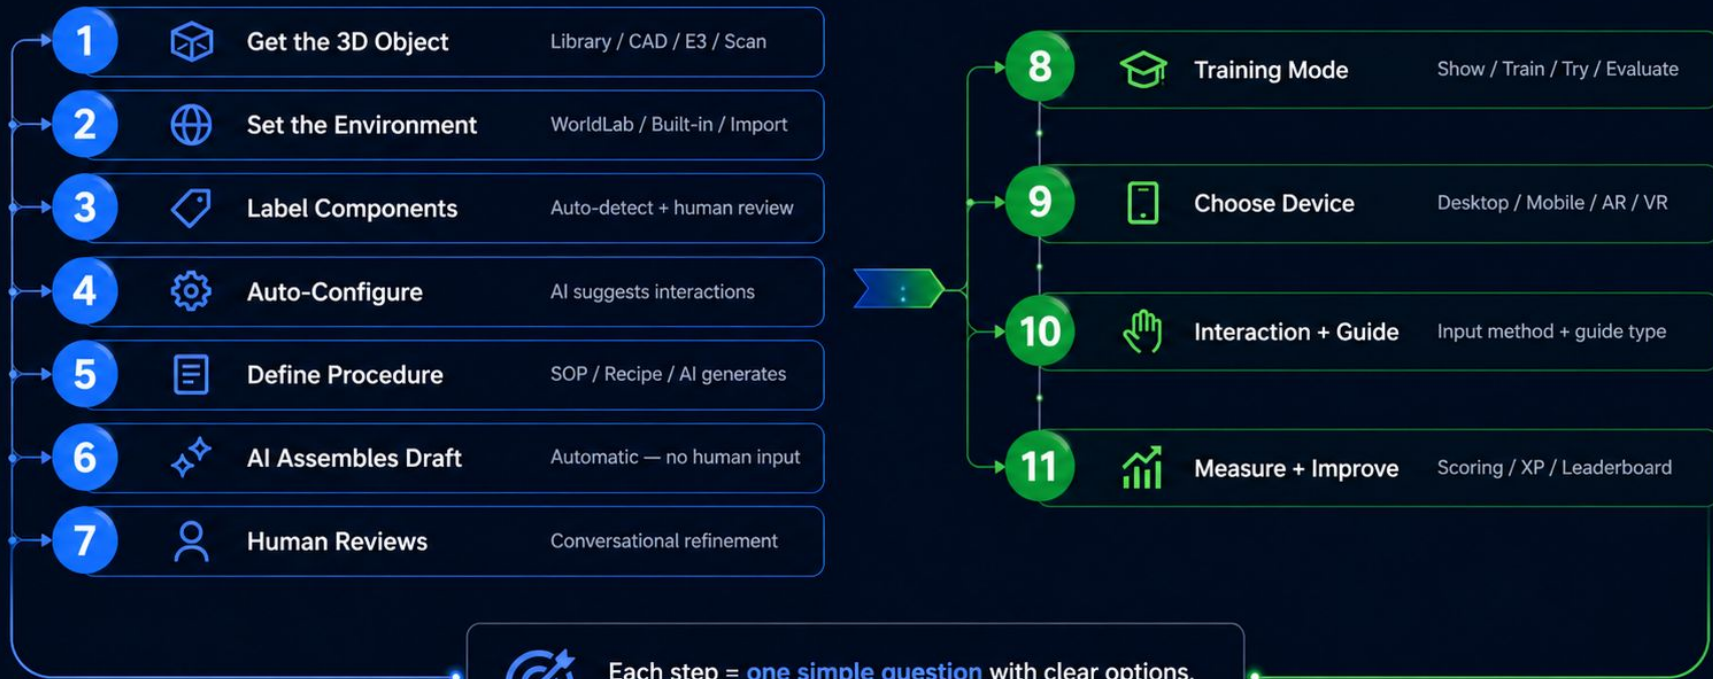 1 Get the 3D Object Library / CAD / E3 / Scan
2 Set the Environment WorldLab / Built-in / Import
3 Label Components Auto-detect + human review
4 Auto-Configure AI suggests interactions
5 Define Procedure SOP / Recipe / AI generates
6 AI Assembles Draft Automatic — no human input
7 Human Reviews Conversational refinement
8 Training Mode Show / Train / Try / Evaluate
9 Choose Device Desktop / Mobile / AR / VR
10 Interaction + Guide Input method + guide type
11 Measure + Improve Scoring / XP / Leaderboard
Each step = one simple question with clear options.